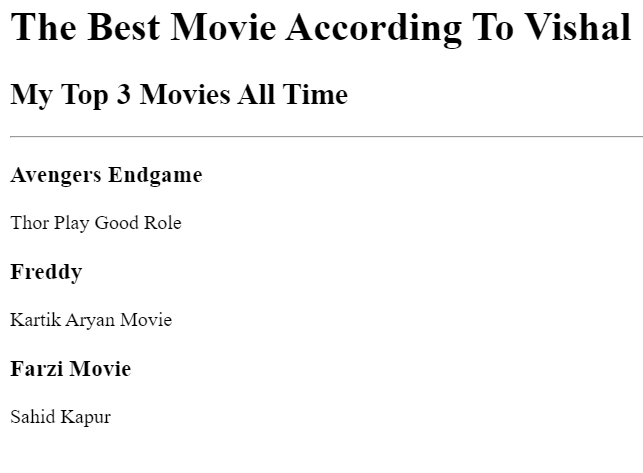 The Best Movie According To Vishal
My Top 3 Movies All Time
Avengers Endgame
Thor Play Good Role
Freddy
Kartik Aryan Movie
Farzi Movie
Sahid Kapur